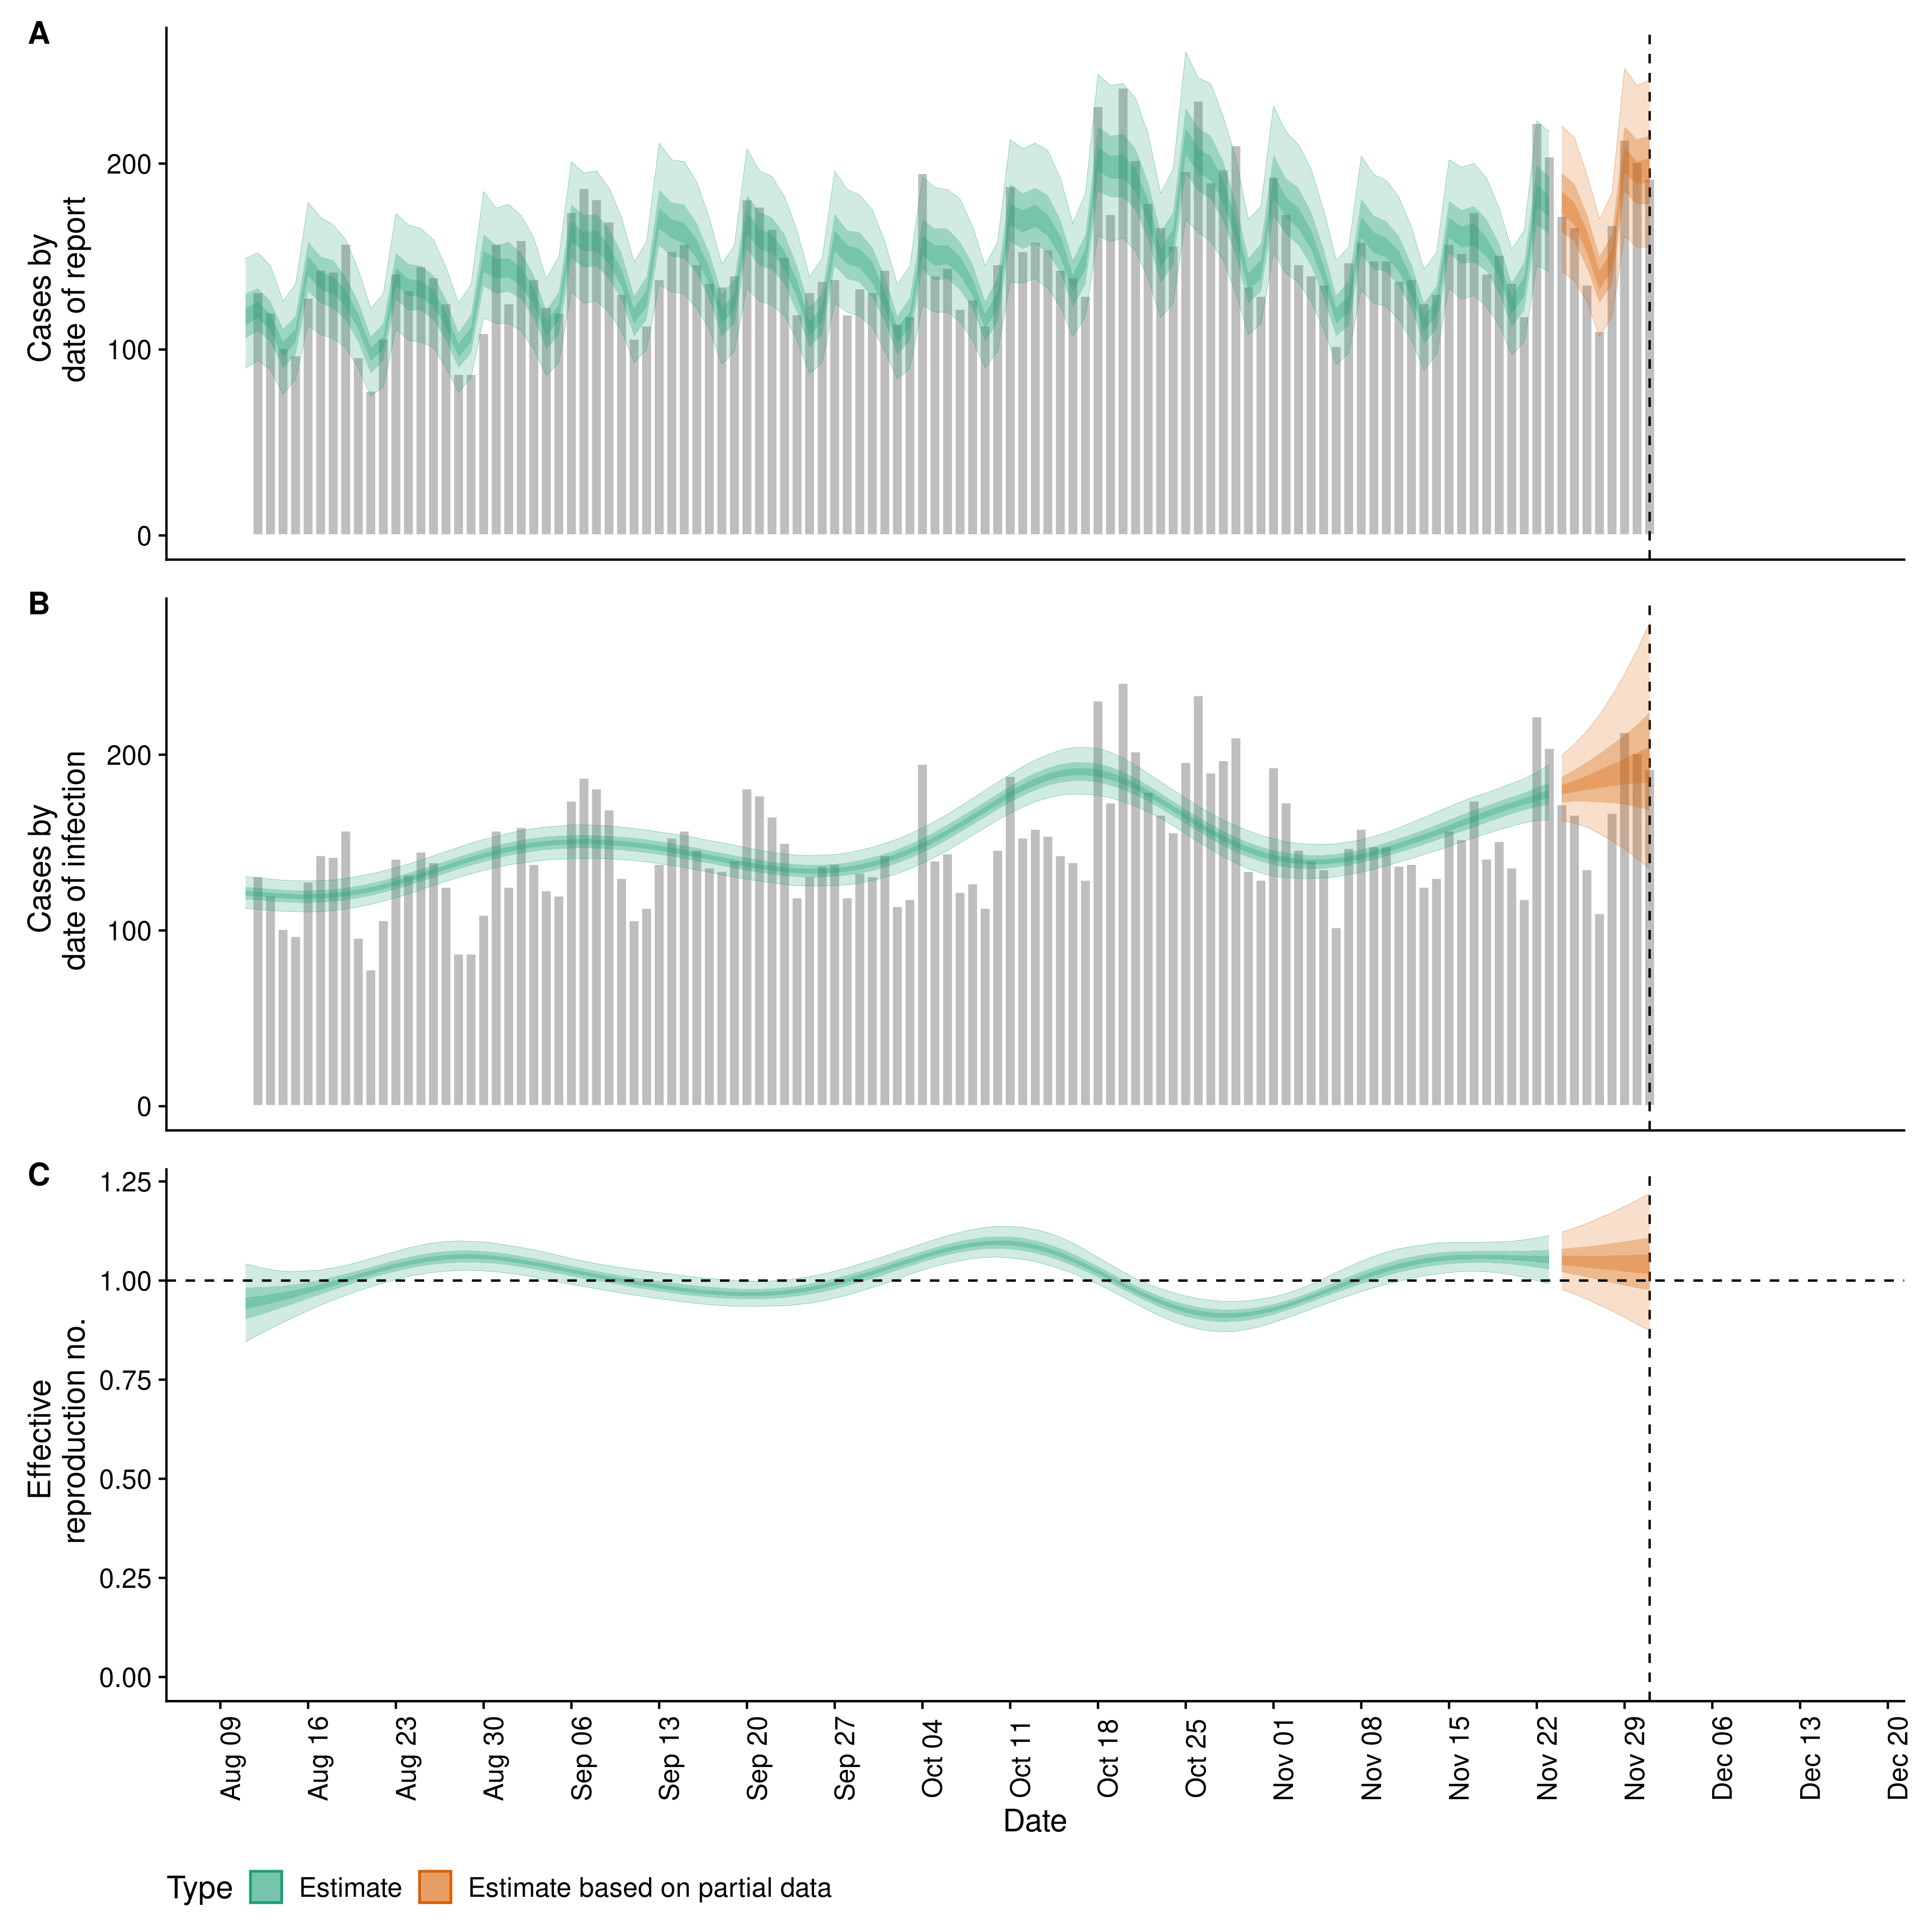 A
Cases by
date of report
200
100
0
B
Cases by
date of infection
200
100
0
C
Effective
reproduction no.
1.25
1.00
0.75
0.50
0.25
0.00
Aug 09
Aug 16
Aug 23
Aug 30
Sep 06
Sep 13
Sep 20
Sep 27
Oct 04
Oct 11
Oct 18
Oct 25
Nov 01
Nov 08
Nov 15
Nov 22
Nov 29
Dec 06
Dec 13
Dec 20
Date
Type Estimate Estimate based on partial data